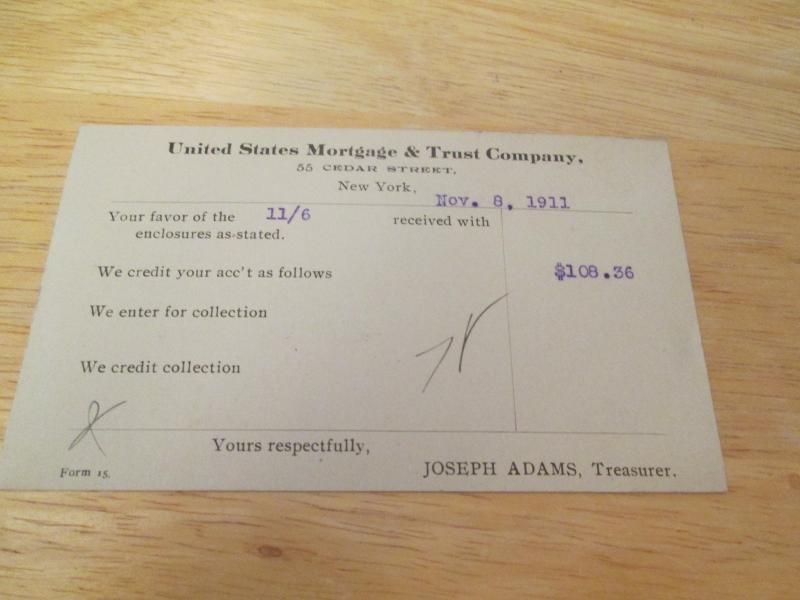 United States Mortgage & Trust Company,
55 CEDAR STREET,
New York, Nov. 8, 1911
Your favor of the 11/6 received with
enclosures as stated.
We credit your acc't as follows $108.36
We enter for collection
We credit collection
Yours respectfully,
Form 15. JOSEPH ADAMS, Treasurer.